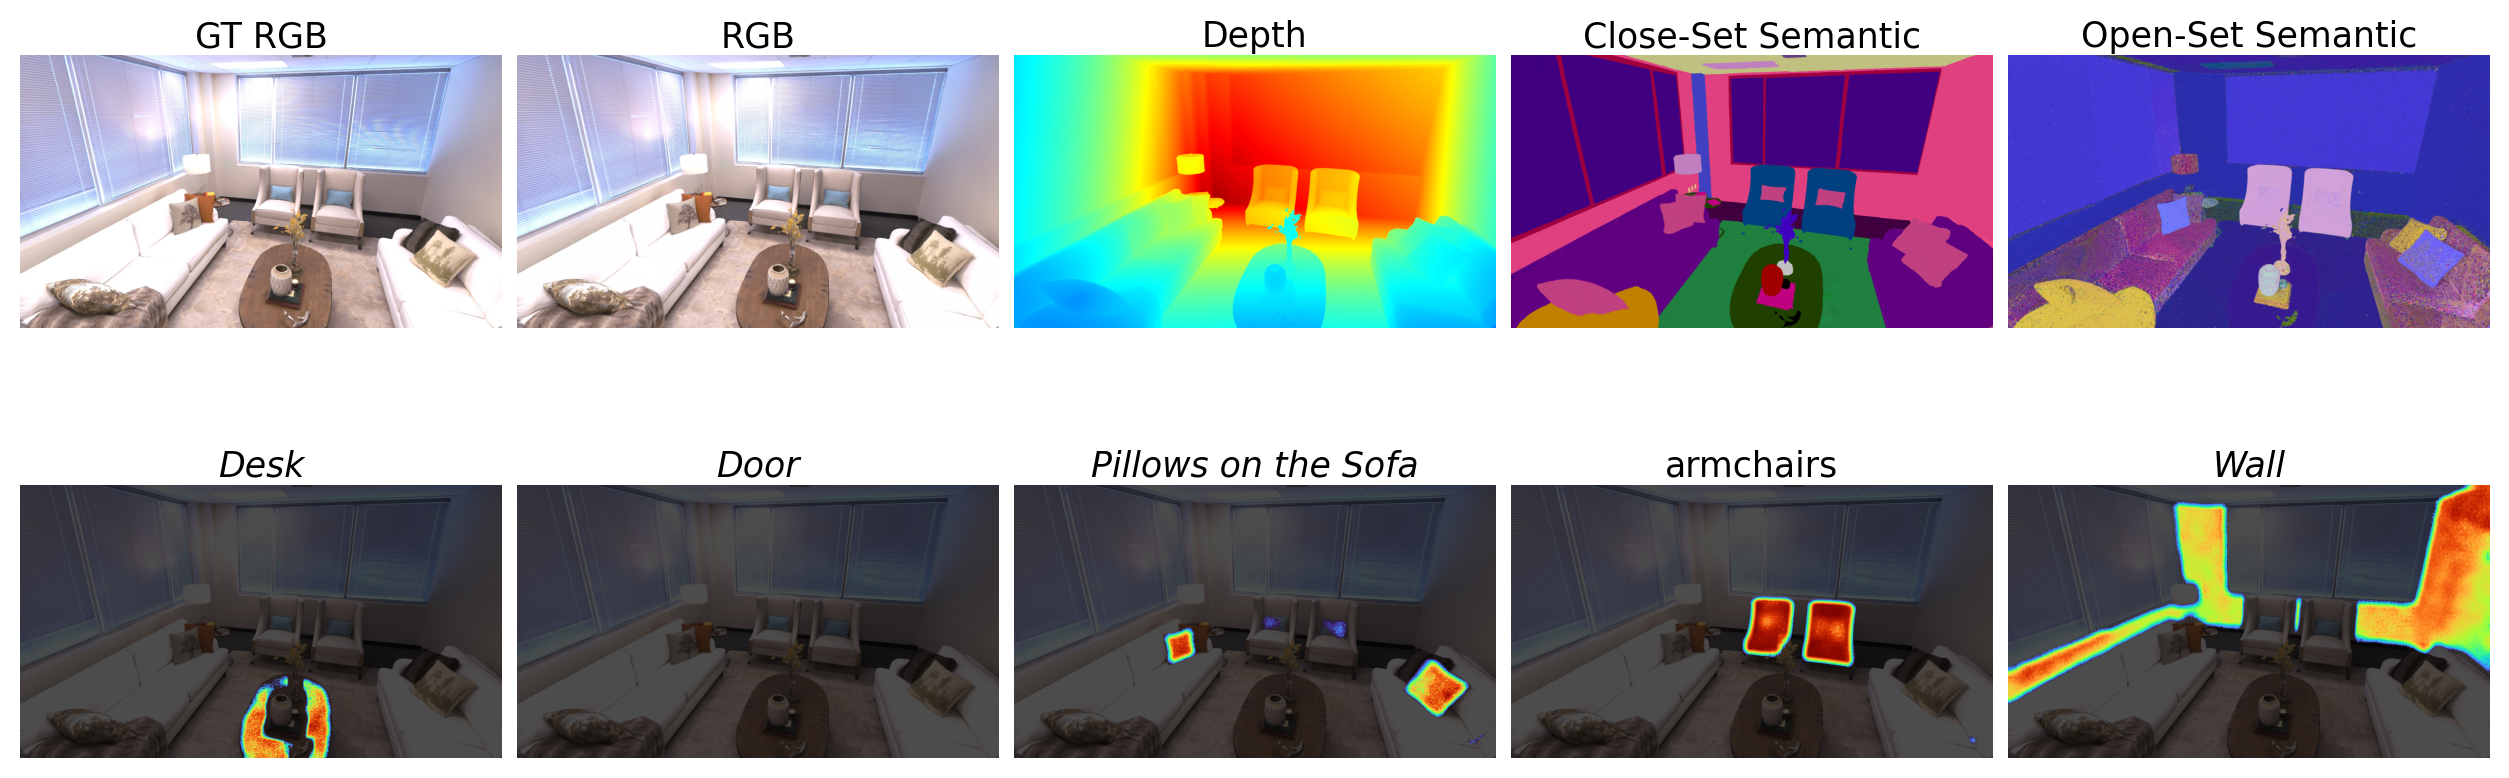 GT RGB
RGB
Depth
Close-Set Semantic
Open-Set Semantic
Desk
Door
Pillows on the Sofa
armchairs
Wall